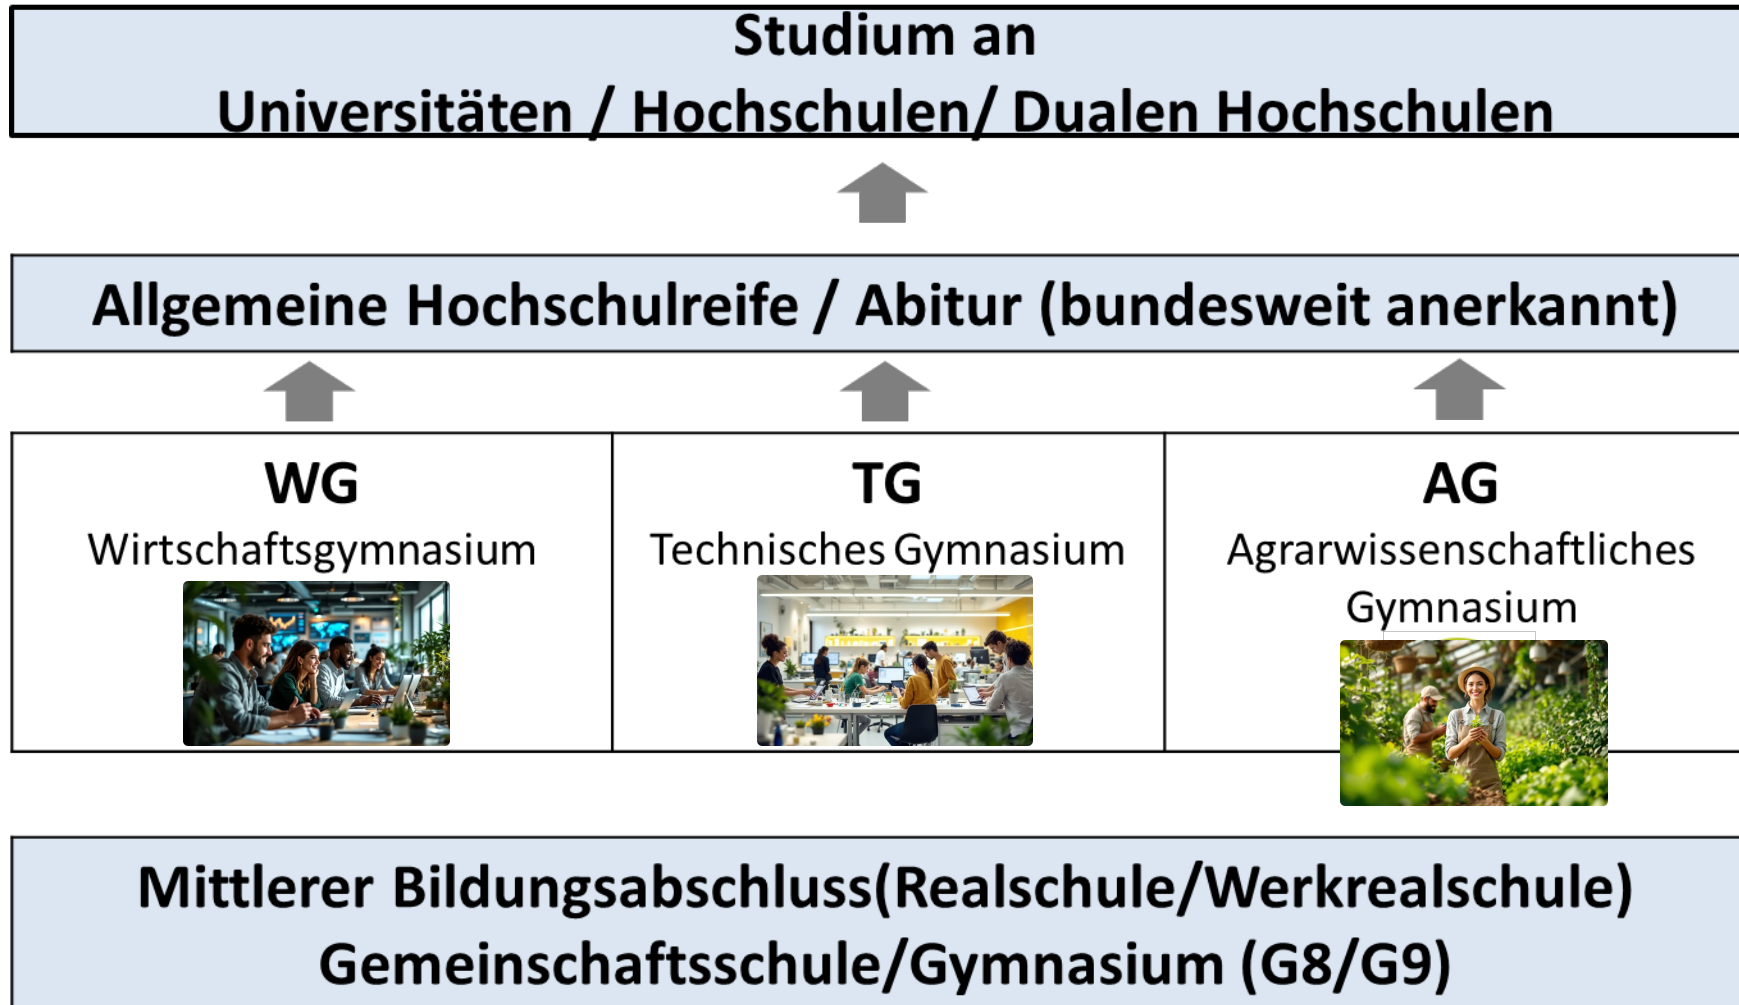 Studium an
Universitäten / Hochschulen/ Dualen Hochschulen
Allgemeine Hochschulreife / Abitur (bundesweit anerkannt)
WG
Wirtschaftsgymnasium
TG
Technisches Gymnasium
AG
Agrarwissenschaftliches
Gymnasium
Mittlerer Bildungsabschluss(Realschule/Werkrealschule)
Gemeinschaftsschule/Gymnasium (G8/G9)